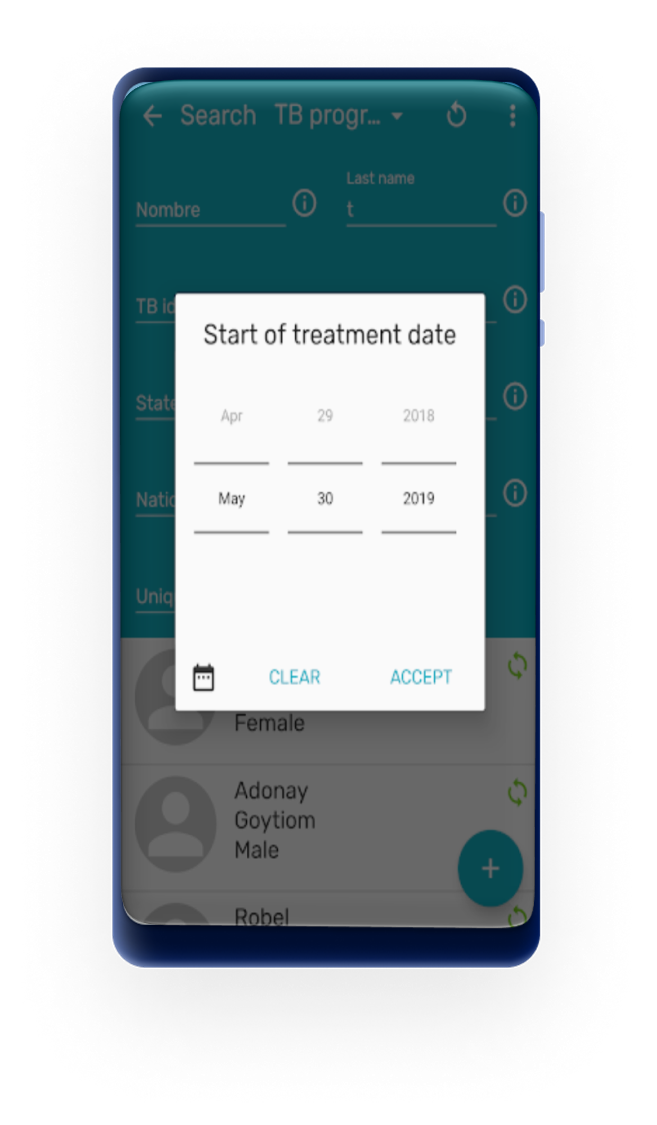 Search TB progr...
Last name
Nombre t
TB id
State
Natio
Uniq
Start of treatment date
Apr 29 2018
May 30 2019
CLEAR ACCEPT
Female
Adonay
Goytiom
Male
+
Robel